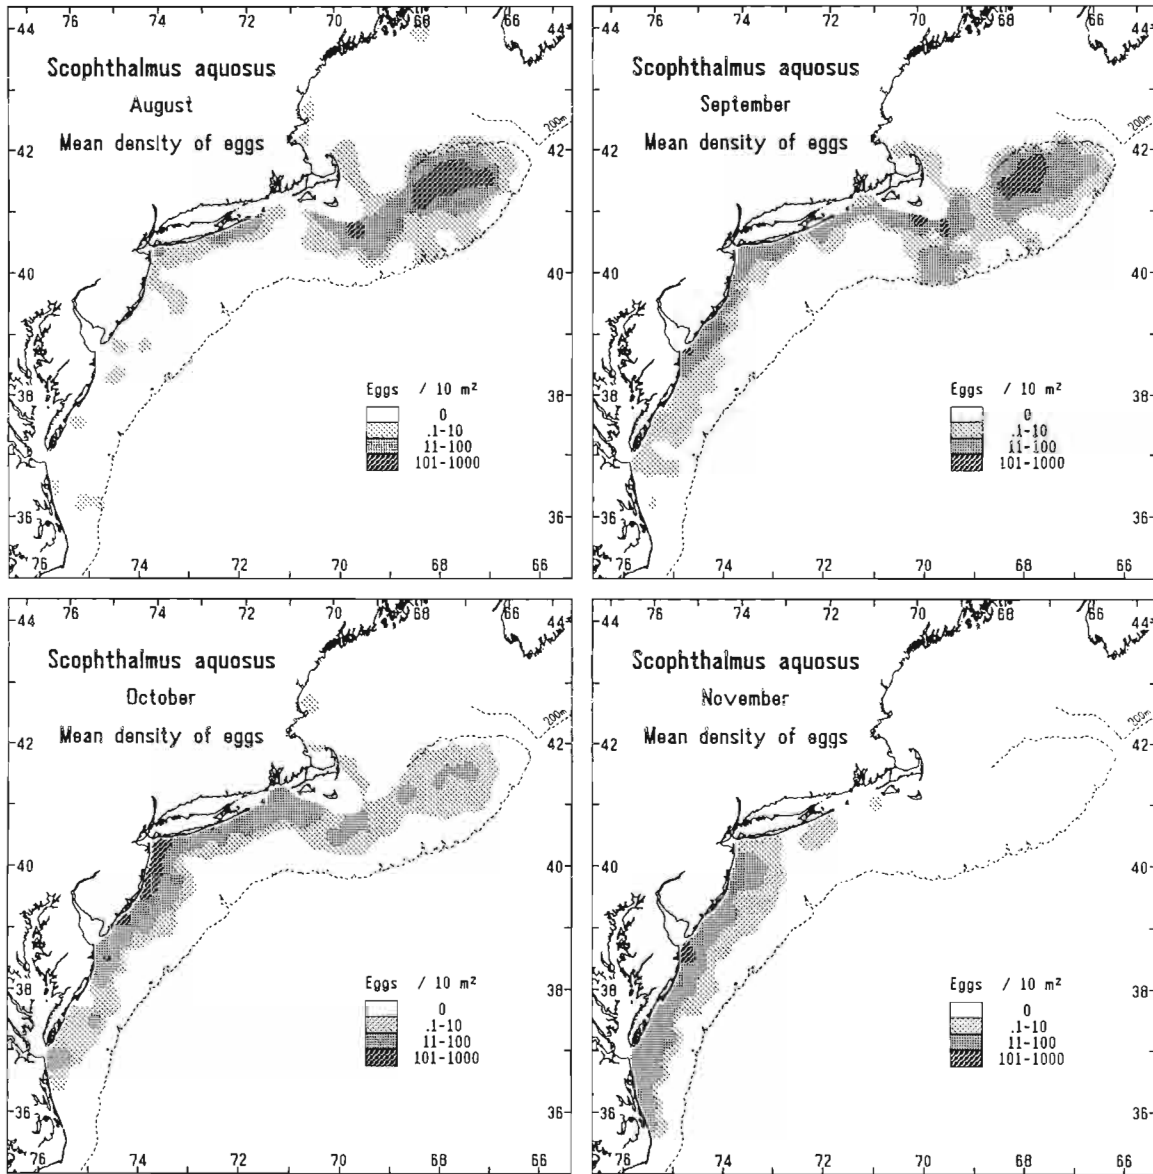 76 74 72 70 68 66
44 44
Scophthalmus aquosus
August
Mean density of eggs
200m
42 42
40 40
38 38
Eggs / 10 m²
0
.1-10
11-100
101-1000
36 36
76 74 72 70 68 66
76 74 72 70 68 66
44 44
Scophthalmus aquosus
September
Mean density of eggs
200m
42 42
40 40
38 38
Eggs / 10 m²
0
.1-10
11-100
101-1000
36 36
76 74 72 70 68 66
76 74 72 70 68 66
44 44
Scophthalmus aquosus
October
Mean density of eggs
200m
42 42
40 40
38 38
Eggs / 10 m²
0
.1-10
11-100
101-1000
36 36
76 74 72 70 68 66
76 74 72 70 68 66
44 44
Scophthalmus aquosus
November
Mean density of eggs
200m
42 42
40 40
38 38
Eggs / 10 m²
0
.1-10
11-100
101-1000
36 36
76 74 72 70 68 66